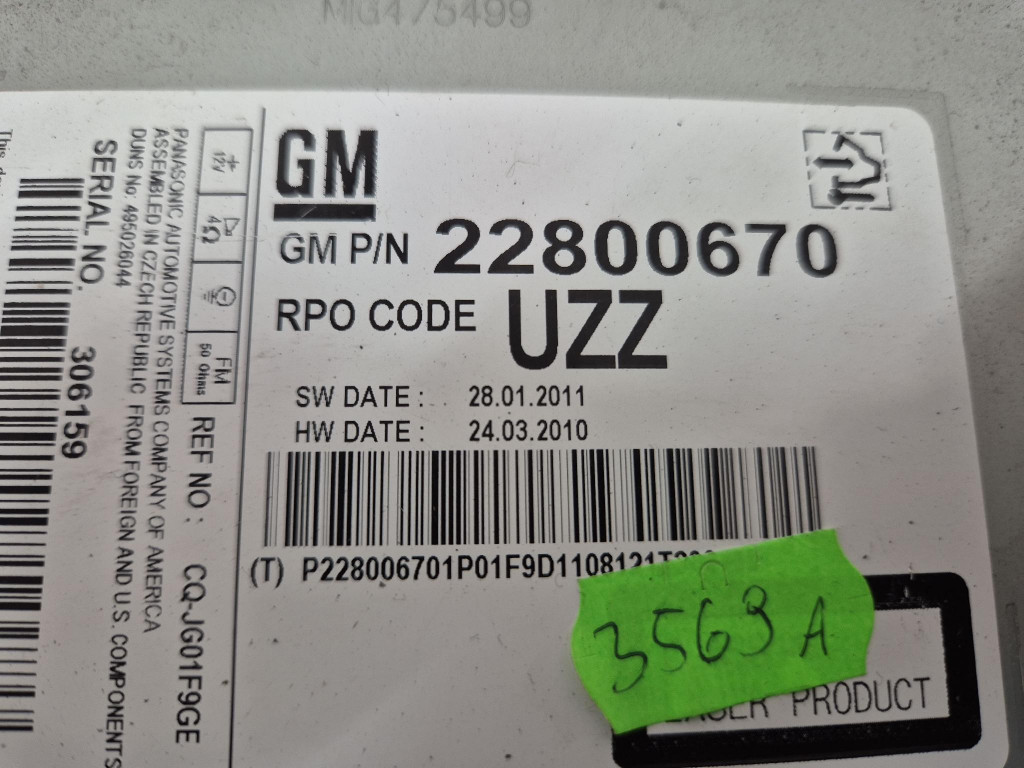 MIG475499
GM
GM P/N 22800670
RPO CODE UZZ
SW DATE : 28.01.2011
HW DATE : 24.03.2010
(T) P228006701P01F9D1108121T
3563 A
LASER PRODUCT
12V
4Ω
FM
50 Ohms
REF NO : CQ-JG01F9GE
PANASONIC AUTOMOTIVE SYSTEMS COMPANY OF AMERICA
ASSEMBLED IN CZECH REPUBLIC FROM FOREIGN AND U.S. COMPONENTS
DUNS No: 495026044
SERIAL NO. 306159
This